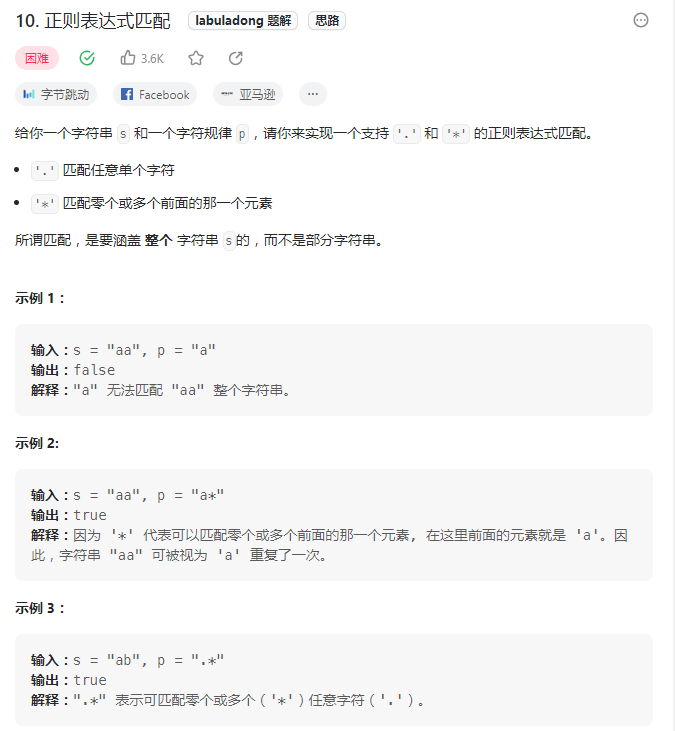 10. 正则表达式匹配 labuladong 题解 思路
困难 3.6K
字节跳动 Facebook 亚马逊 ...
给你一个字符串 s 和一个字符规律 p，请你来实现一个支持 '.' 和 '*' 的正则表达式匹配。
'.' 匹配任意单个字符
'*' 匹配零个或多个前面的那一个元素
所谓匹配，是要涵盖 整个 字符串 s的，而不是部分字符串。
示例 1：
输入：s = "aa", p = "a"
输出：false
解释："a" 无法匹配 "aa" 整个字符串。
示例 2:
输入：s = "aa", p = "a*"
输出：true
解释：因为 '*' 代表可以匹配零个或多个前面的那一个元素, 在这里前面的元素就是 'a'。因
此，字符串 "aa" 可被视为 'a' 重复了一次。
示例 3：
输入：s = "ab", p = ".*"
输出：true
解释：".*" 表示可匹配零个或多个（'*'）任意字符（'.'）。